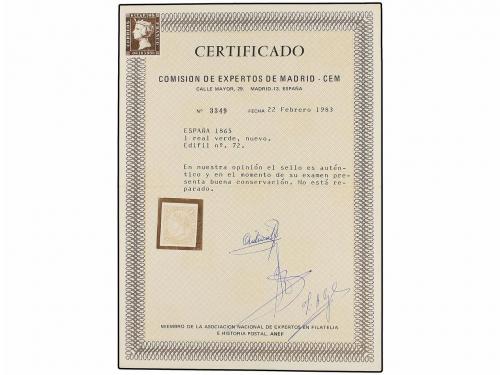 CERTIFICADO
COMISION DE EXPERTOS DE MADRID - CEM
CALLE MAYOR, 29. MADRID-13. ESPAÑA
Nº 3349 FECHA 22 Febrero 1983
ESPAÑA 1865
1 real verde, nuevo.
Edifil nº. 72.
En nuestra opinión el sello es autén-
tico y en el momento de su examen pre
senta buena conservación. No está re-
parado.
MIEMBRO DE LA ASOCIACION NACIONAL DE EXPERTOS EN FILATELIA
E HISTORIA POSTAL. ANEF